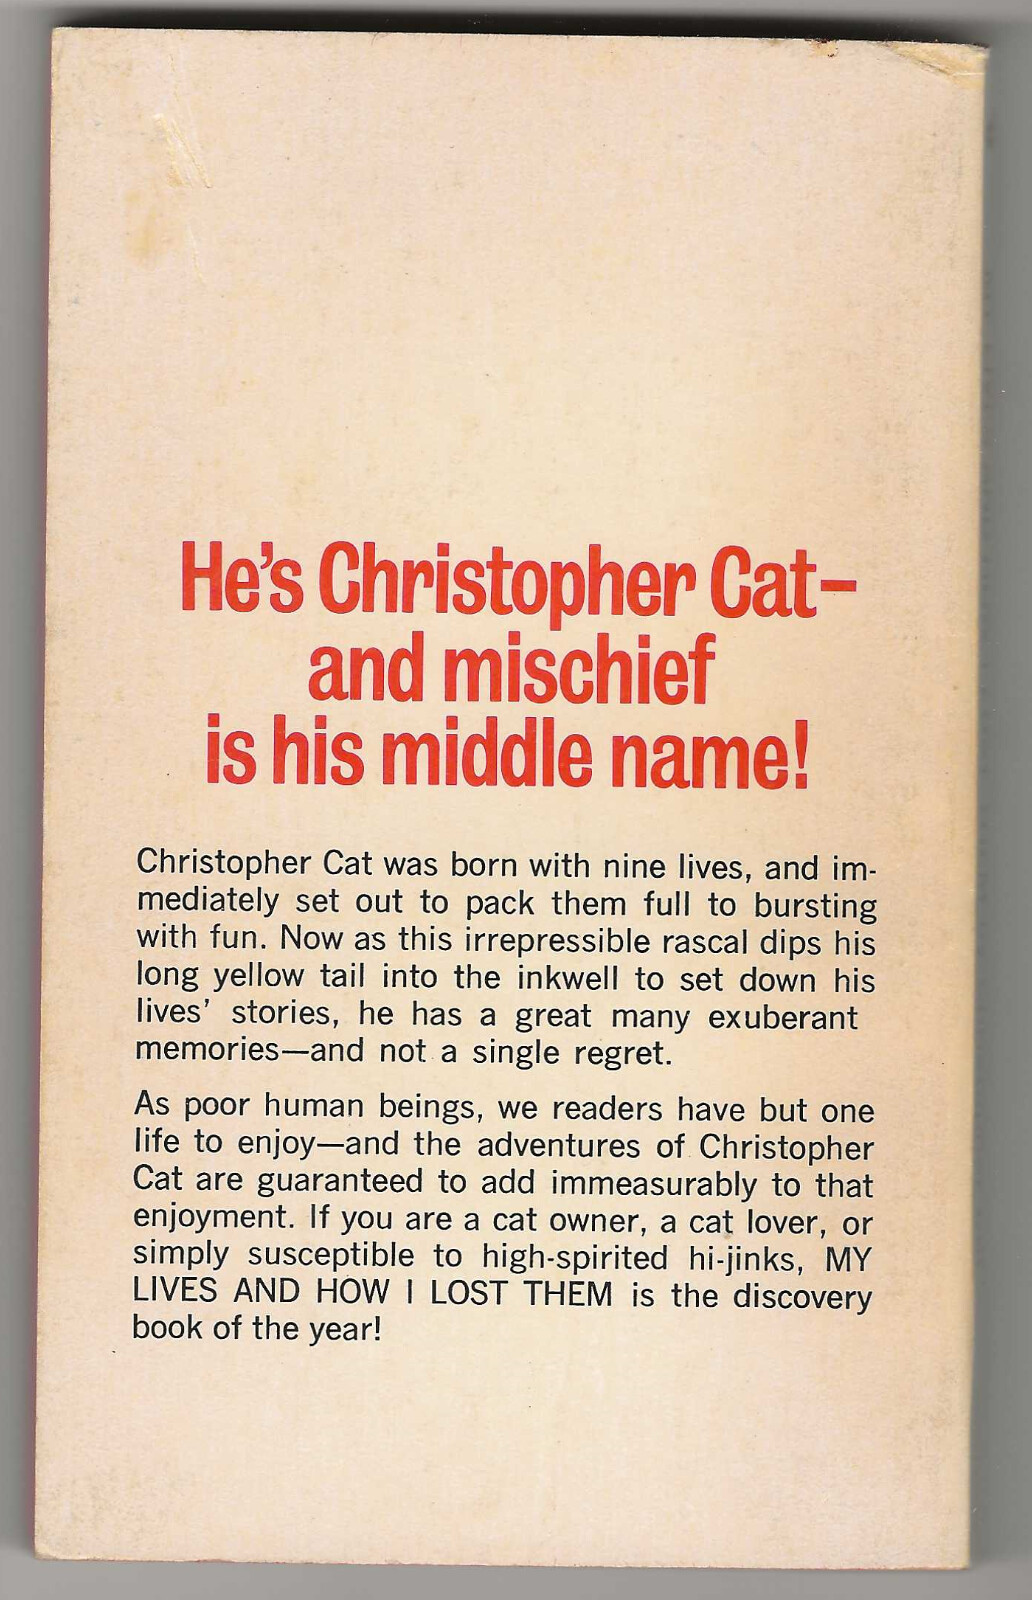 He's Christopher Cat—
and mischief
is his middle name!
Christopher Cat was born with nine lives, and im-
mediately set out to pack them full to bursting
with fun. Now as this irrepressible rascal dips his
long yellow tail into the inkwell to set down his
lives' stories, he has a great many exuberant
memories—and not a single regret.
As poor human beings, we readers have but one
life to enjoy—and the adventures of Christopher
Cat are guaranteed to add immeasurably to that
enjoyment. If you are a cat owner, a cat lover, or
simply susceptible to high-spirited hi-jinks, MY
LIVES AND HOW I LOST THEM is the discovery
book of the year!